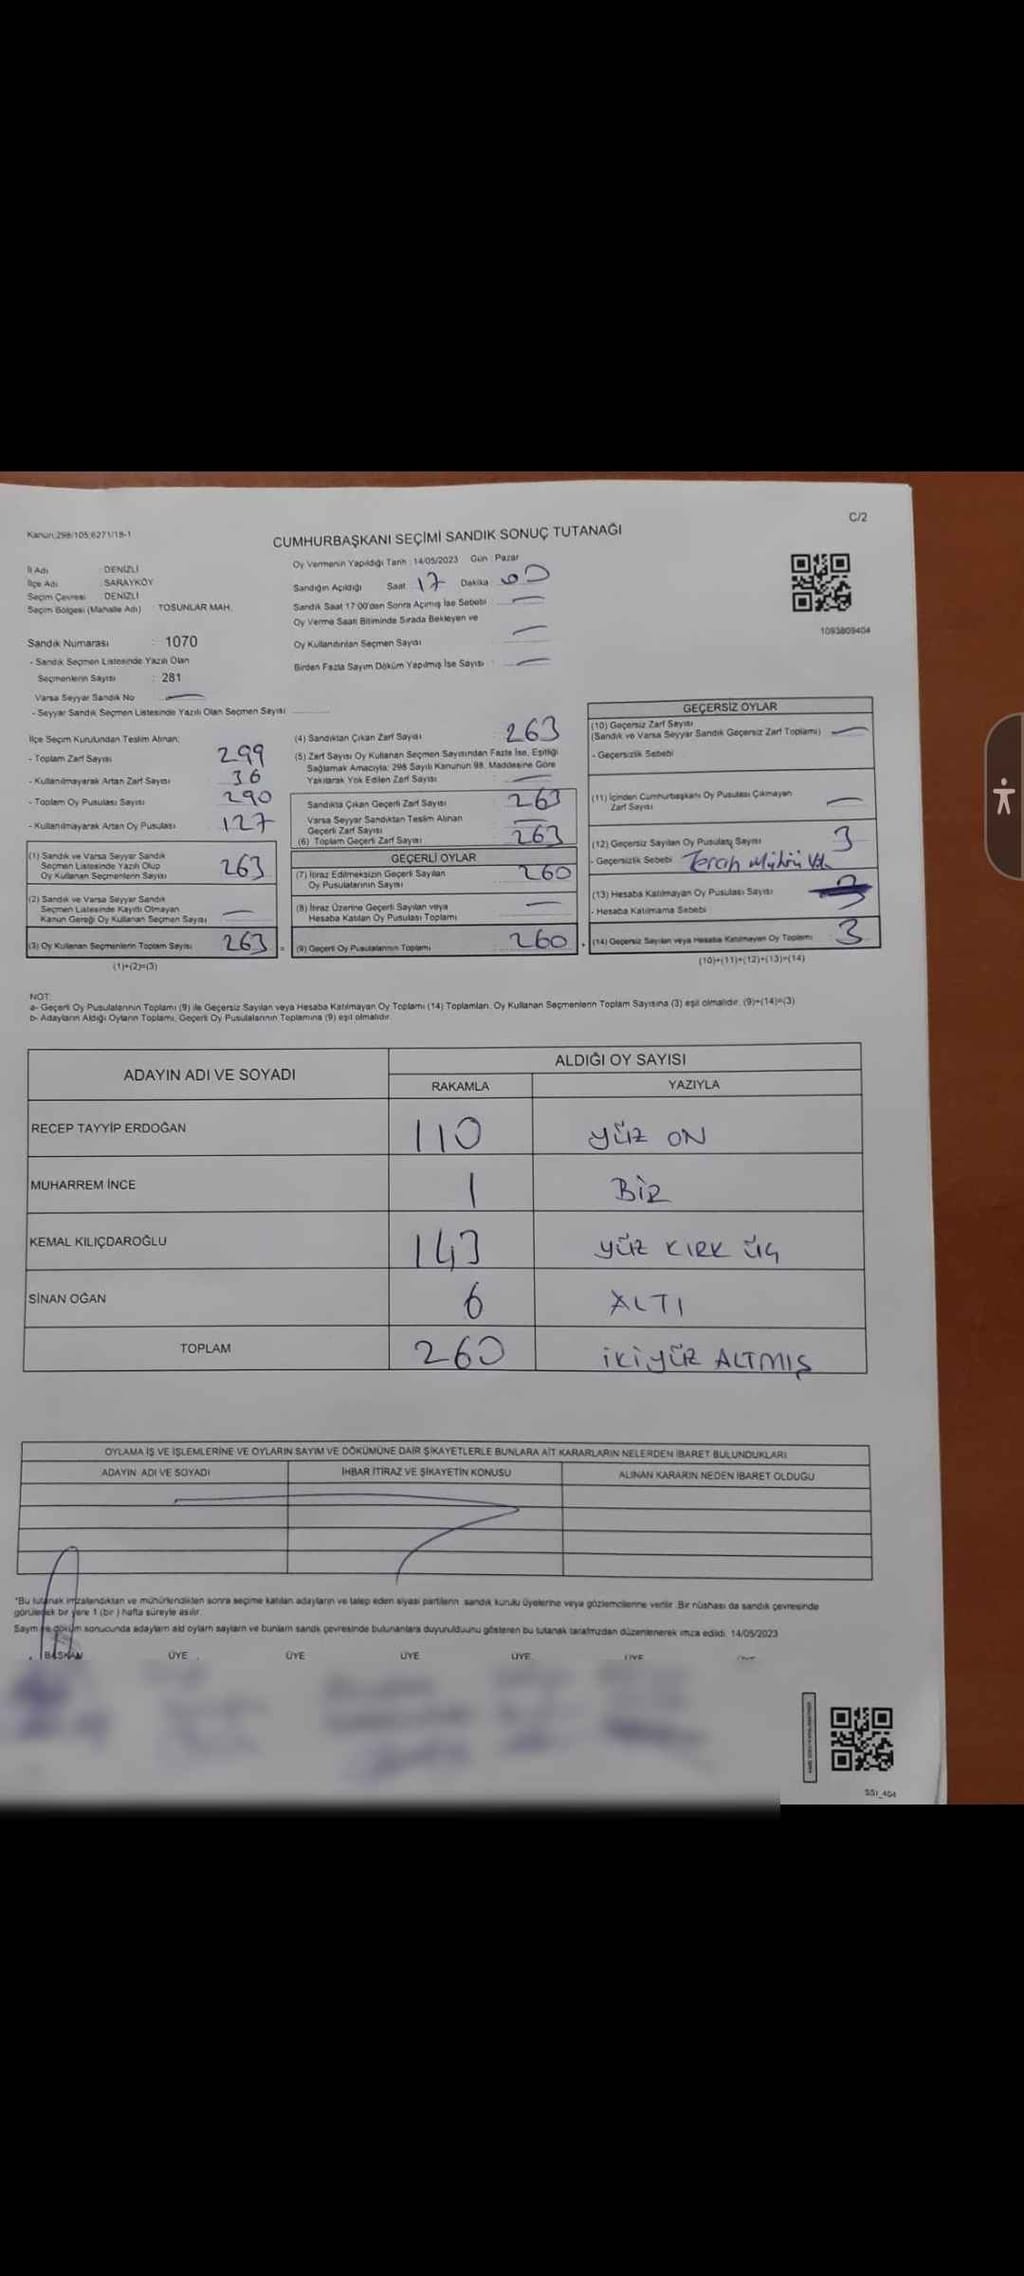 C/2
Kanun:298/105;6271/18-1
CUMHURBAŞKANI SEÇİMİ SANDIK SONUÇ TUTANAĞI
İl Adı : DENİZLİ
İlçe Adı : SARAYKÖY
Seçim Çevresi : DENİZLİ
Seçim Bölgesi (Mahalle Adı) TOSUNLAR MAH.
Sandık Numarası : 1070
- Sandık Seçmen Listesinde Yazılı Olan
Seçmenlerin Sayısı : 281
Varsa Seyyar Sandık No —
- Seyyar Sandık Seçmen Listesinde Yazılı Olan Seçmen Sayısı
Oy Vermenin Yapıldığı Tarih : 14/05/2023 Gün : Pazar
Sandığın Açıldığı Saat 17 Dakika 00
Sandık Saat 17:00'dan Sonra Açımış İse Sebebi —
Oy Verme Saati Bitiminde Sırada Bekleyen ve
Oy Kullandırılan Seçmen Sayısı —
Birden Fazla Sayım Döküm Yapılmış İse Sayısı : —
1093809404
İlçe Seçim Kurulundan Teslim Alınan;
- Toplam Zarf Sayısı 299
- Kullanılmayarak Artan Zarf Sayısı 36
- Toplam Oy Pusulası Sayısı 290
- Kullanılmayarak Artan Oy Pusulası 127
(1) Sandık ve Varsa Seyyar Sandık
Seçmen Listesinde Yazılı Olup
Oy Kullanan Seçmenlerin Sayısı 263
(2) Sandık ve Varsa Seyyar Sandık
Seçmen Listesinde Kayıtlı Olmayan
Kanun Gereği Oy Kullanan Seçmen Sayısı —
(3) Oy Kullanan Seçmenlerin Toplam Sayısı 263 =
(1)+(2)=(3)
(4) Sandıktan Çıkan Zarf Sayısı 263
(5) Zarf Sayısı Oy Kullanan Seçmen Sayısından Fazla İse, Eşitliği
Sağlamak Amacıyla; 298 Sayılı Kanunun 98. Maddesine Göre
Yakılarak Yok Edilen Zarf Sayısı —
Sandıkta Çıkan Geçerli Zarf Sayısı 263
Varsa Seyyar Sandıktan Teslim Alınan
Geçerli Zarf Sayısı —
(6) Toplam Geçerli Zarf Sayısı 263
GEÇERLİ OYLAR
(7) İtiraz Edilmeksizin Geçerli Sayılan
Oy Pusulalarının Sayısı 260
(8) İtiraz Üzerine Geçerli Sayılan veya
Hesaba Katılan Oy Pusulası Toplamı —
(9) Geçerli Oy Pusulalarının Toplamı 260 +
GEÇERSİZ OYLAR
(10) Geçersiz Zarf Sayısı
(Sandık ve Varsa Seyyar Sandık Geçersiz Zarf Toplamı) —
- Geçersizlik Sebebi
(11) İçinden Cumhurbaşkanı Oy Pusulası Çıkmayan
Zarf Sayısı —
(12) Geçersiz Sayılan Oy Pusulası Sayısı 3
- Geçersizlik Sebebi Tercih Mührü
(13) Hesaba Katılmayan Oy Pusulası Sayısı
- Hesaba Katılmama Sebebi
(14) Geçersiz Sayılan veya Hesaba Katılmayan Oy Toplamı 3
(10)+(11)+(12)+(13)=(14)
NOT:
a- Geçerli Oy Pusulalarının Toplamı (9) ile Geçersiz Sayılan veya Hesaba Katılmayan Oy Toplamı (14) Toplamları, Oy Kullanan Seçmenlerin Toplam Sayısına (3) eşit olmalıdır. (9)+(14)=(3)
b- Adayların Aldığı Oyların Toplamı, Geçerli Oy Pusulalarının Toplamına (9) eşit olmalıdır.
ADAYIN ADI VE SOYADI ALDIĞI OY SAYISI
RAKAMLA YAZIYLA
RECEP TAYYİP ERDOĞAN 110 YÜZ ON
MUHARREM İNCE 1 BİR
KEMAL KILIÇDAROĞLU 143 YÜZ KIRK ÜÇ
SİNAN OĞAN 6 ALTI
TOPLAM 260 İKİYÜZ ALTMIŞ
OYLAMA İŞ VE İŞLEMLERİNE VE OYLARIN SAYIM VE DÖKÜMÜNE DAİR ŞİKAYETLERLE BUNLARA AİT KARARLARIN NELERDEN İBARET BULUNDUKLARI
ADAYIN ADI VE SOYADI İHBAR İTİRAZ VE ŞİKAYETİN KONUSU ALINAN KARARIN NEDEN İBARET OLDUĞU
*Bu tutanak imzalandıktan ve mühürlendikten sonra seçime katılan adayların ve talep eden siyasi partilerin sandık kurulu üyelerine veya gözlemcilerine verilir. Bir nüshası da sandık çevresinde
görülecek bir yere 1 (bir ) hafta süreyle asılır.
Sayım ve döküm sonucunda adayların ald oyların sayıların ve bunların sandık çevresinde bulunanlara duyurulduunu gösteren bu tutanak tarafmzdan düzenlenerek imza edildi. 14/05/2023
BAŞKAN ÜYE ÜYE ÜYE ÜYE ÜYE
SS1_404